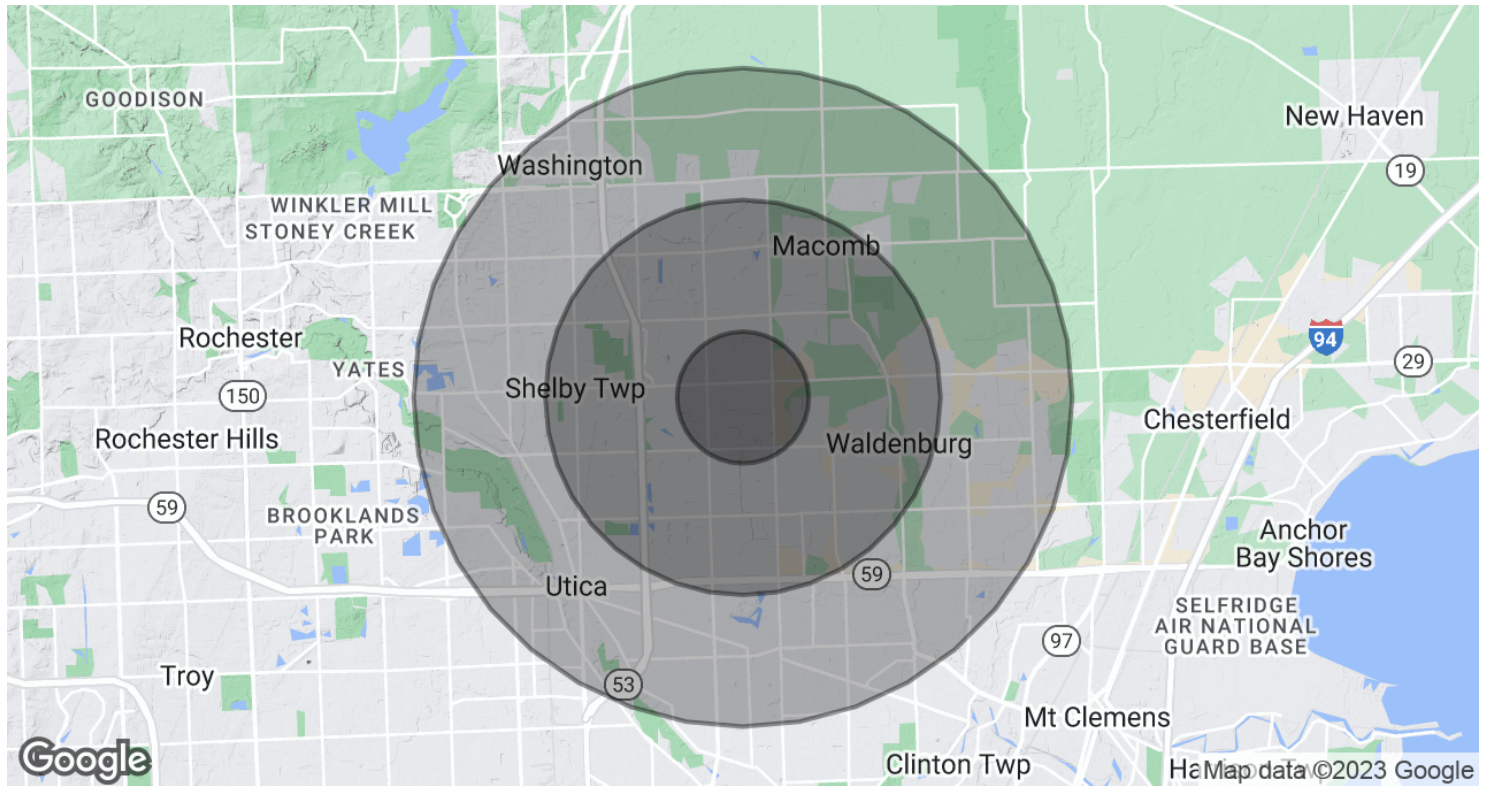 GOODISON
New Haven
Washington
19
WINKLER MILL
STONEY CREEK
Macomb
Rochester
94
YATES
29
Shelby Twp
150
Chesterfield
Rochester Hills
Waldenburg
59
BROOKLANDS
PARK
Anchor
Bay Shores
59
Utica
SELFRIDGE
AIR NATIONAL
GUARD BASE
97
Troy
53
Mt Clemens
Google
Clinton Twp
Map data ©2023 Google